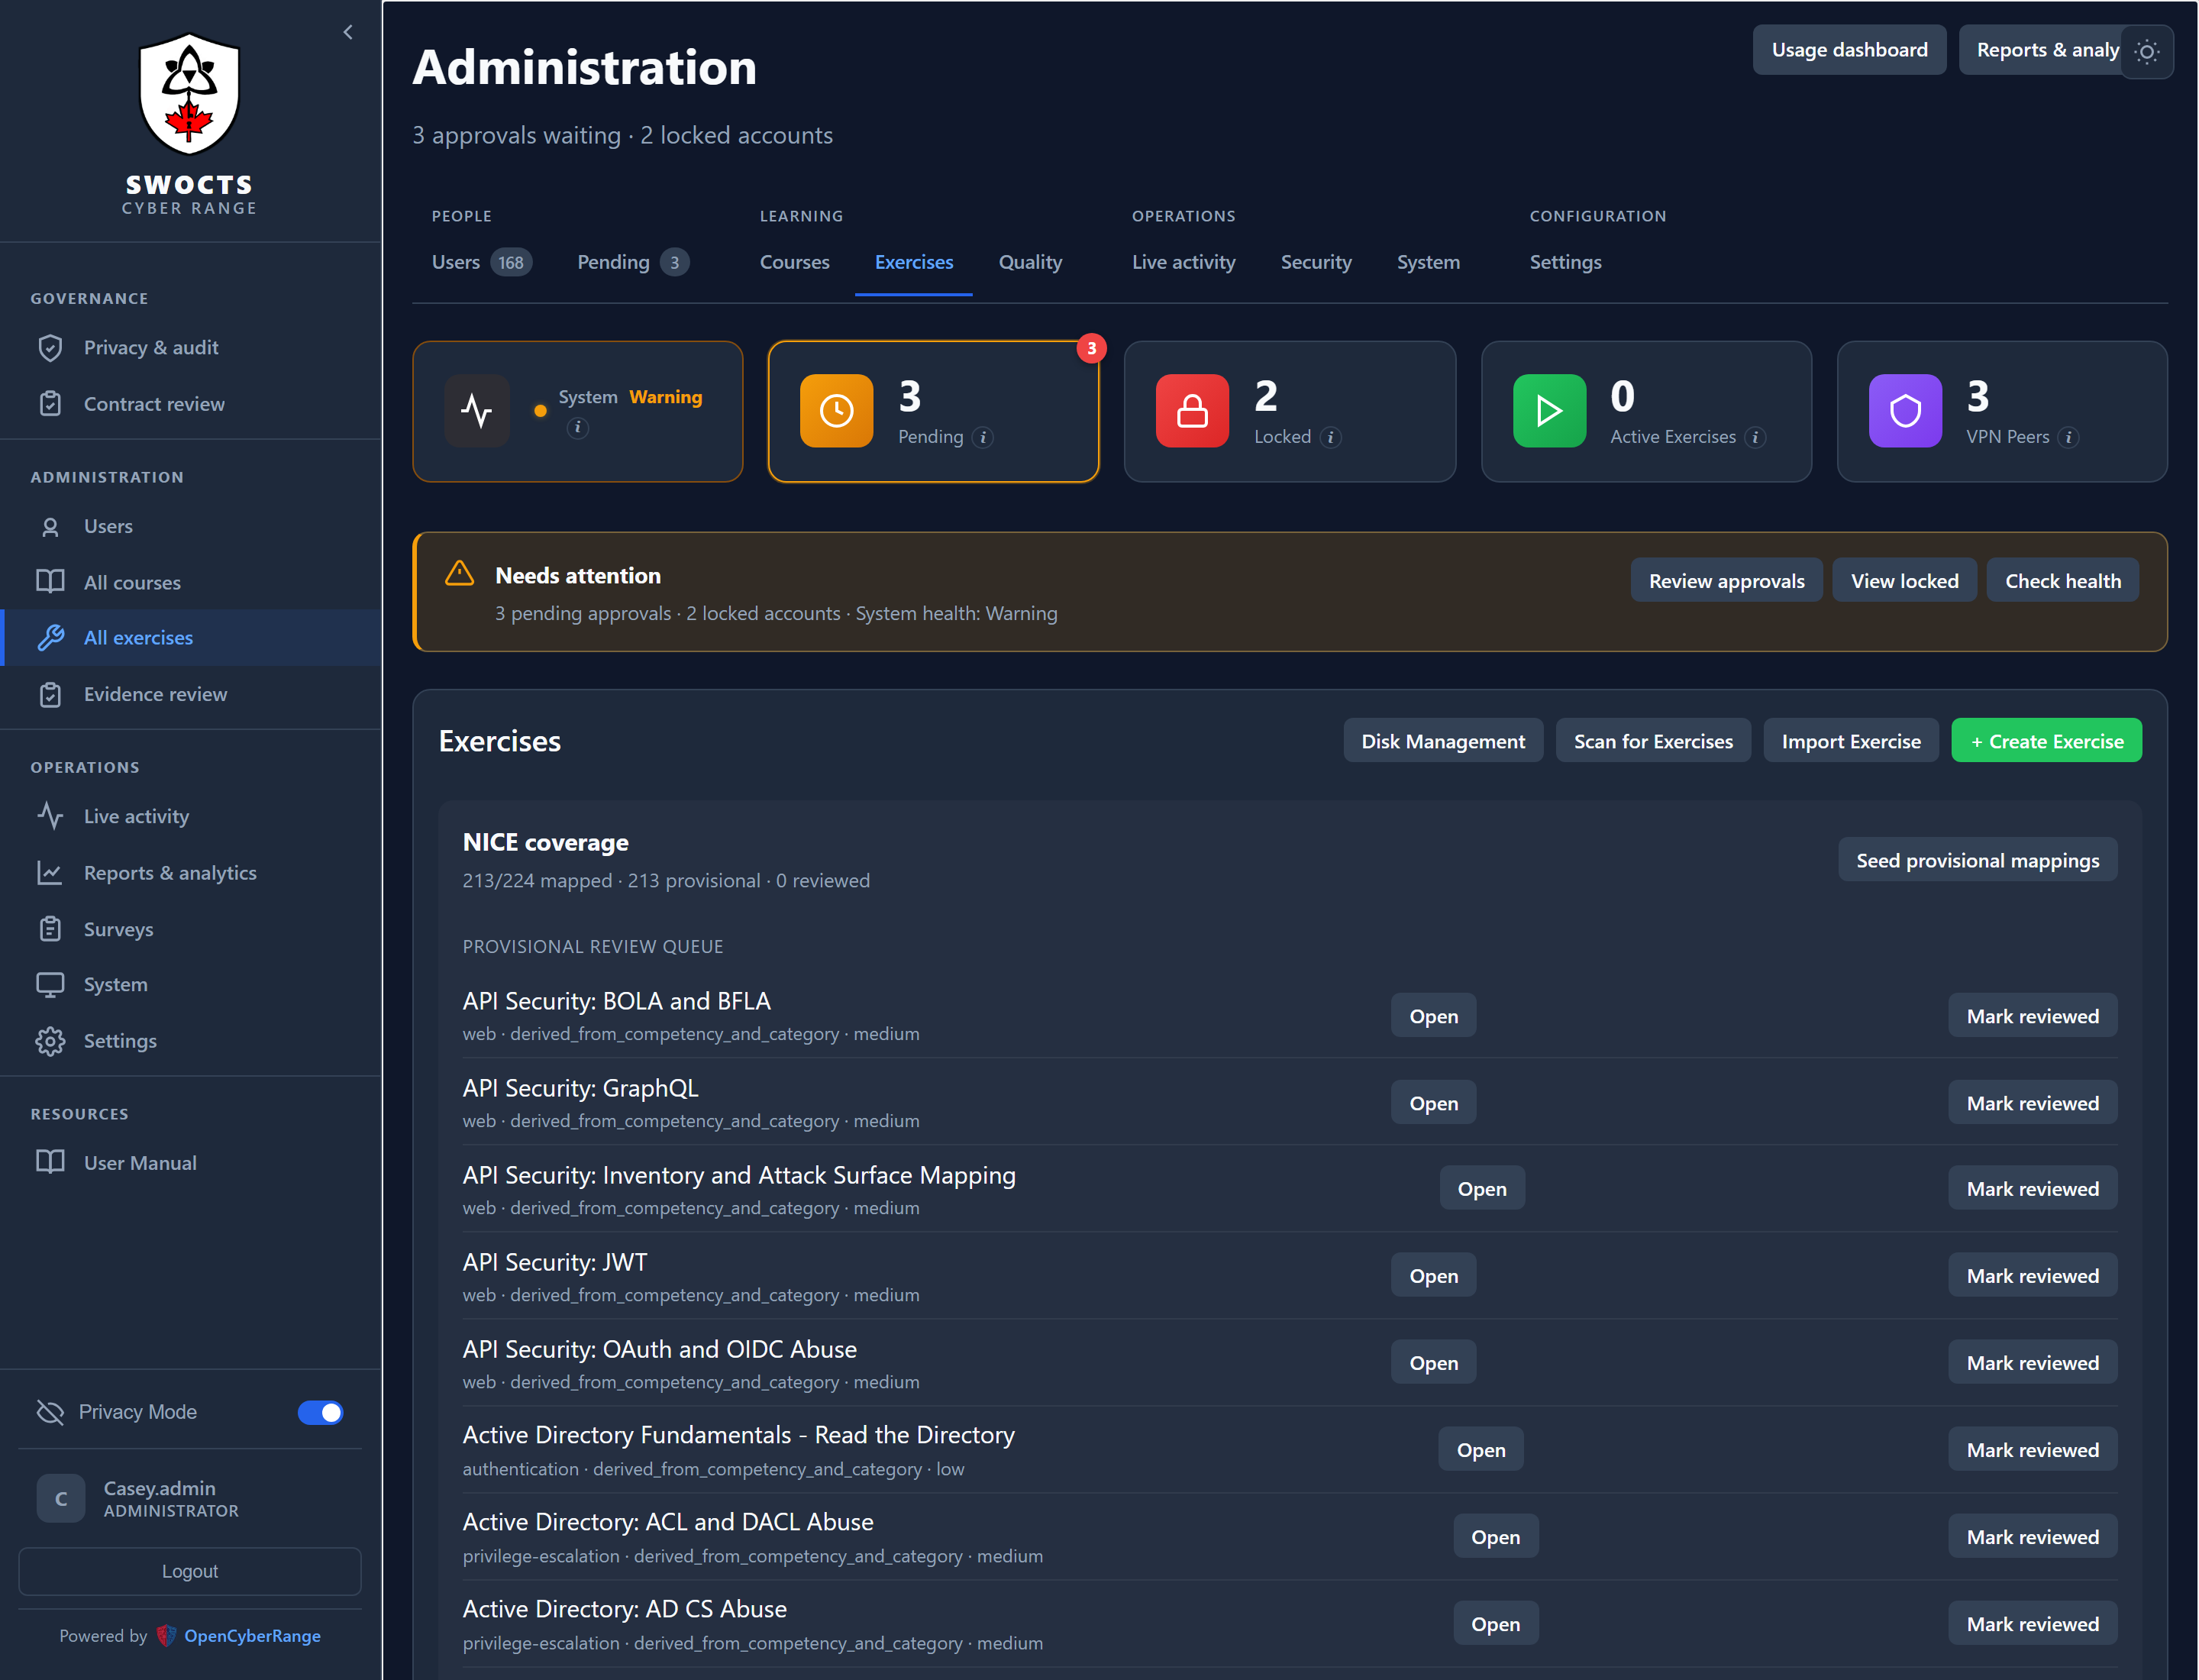 SWOCTS
CYBER RANGE
GOVERNANCE
Privacy & audit
Contract review
ADMINISTRATION
Users
All courses
All exercises
Evidence review
OPERATIONS
Live activity
Reports & analytics
Surveys
System
Settings
RESOURCES
User Manual
Privacy Mode
C
Casey.admin
ADMINISTRATOR
Logout
Powered by OpenCyberRange
Administration
Usage dashboard
Reports & analy
3 approvals waiting · 2 locked accounts
PEOPLE
Users 168
Pending 3
LEARNING
Courses
Exercises
Quality
OPERATIONS
Live activity
Security
System
CONFIGURATION
Settings
System Warning
i
3
3
Pending i
2
Locked i
0
Active Exercises i
3
VPN Peers i
Needs attention
3 pending approvals · 2 locked accounts · System health: Warning
Review approvals
View locked
Check health
Exercises
Disk Management
Scan for Exercises
Import Exercise
+ Create Exercise
NICE coverage
213/224 mapped · 213 provisional · 0 reviewed
Seed provisional mappings
PROVISIONAL REVIEW QUEUE
API Security: BOLA and BFLA
web · derived_from_competency_and_category · medium
Open
Mark reviewed
API Security: GraphQL
web · derived_from_competency_and_category · medium
Open
Mark reviewed
API Security: Inventory and Attack Surface Mapping
web · derived_from_competency_and_category · medium
Open
Mark reviewed
API Security: JWT
web · derived_from_competency_and_category · medium
Open
Mark reviewed
API Security: OAuth and OIDC Abuse
web · derived_from_competency_and_category · medium
Open
Mark reviewed
Active Directory Fundamentals - Read the Directory
authentication · derived_from_competency_and_category · low
Open
Mark reviewed
Active Directory: ACL and DACL Abuse
privilege-escalation · derived_from_competency_and_category · medium
Open
Mark reviewed
Active Directory: AD CS Abuse
privilege-escalation · derived_from_competency_and_category · medium
Open
Mark reviewed